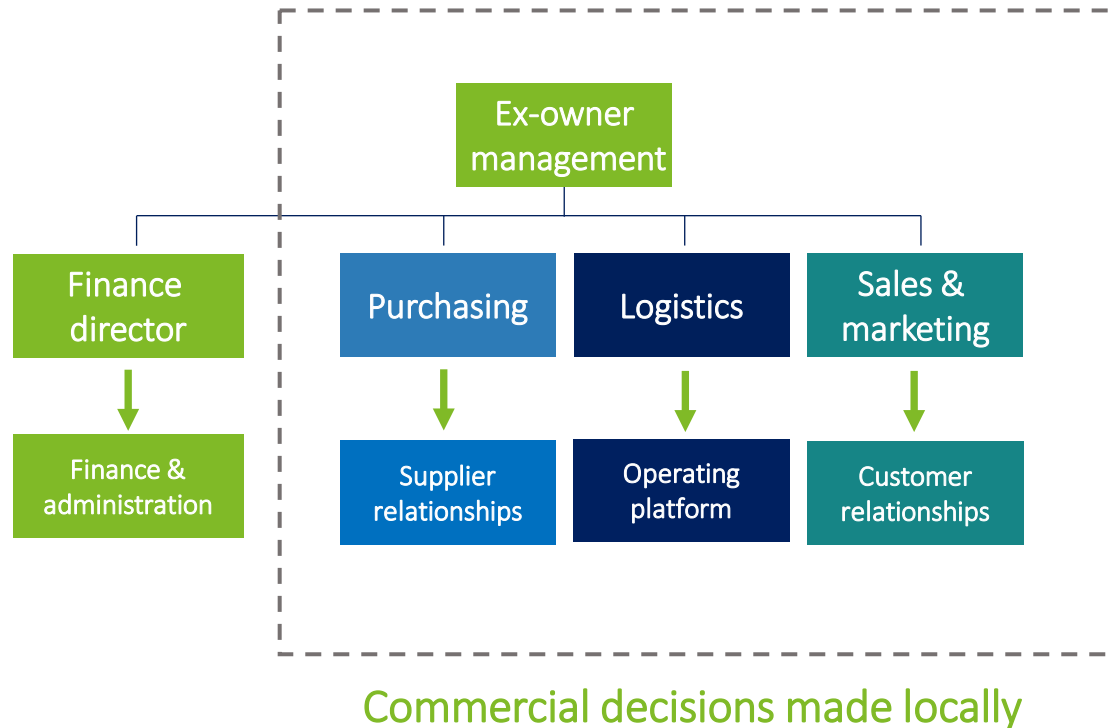 Ex-owner
management
Finance
director
Purchasing
Logistics
Sales &
marketing
Finance &
administration
Supplier
relationships
Operating
platform
Customer
relationships
Commercial decisions made locally